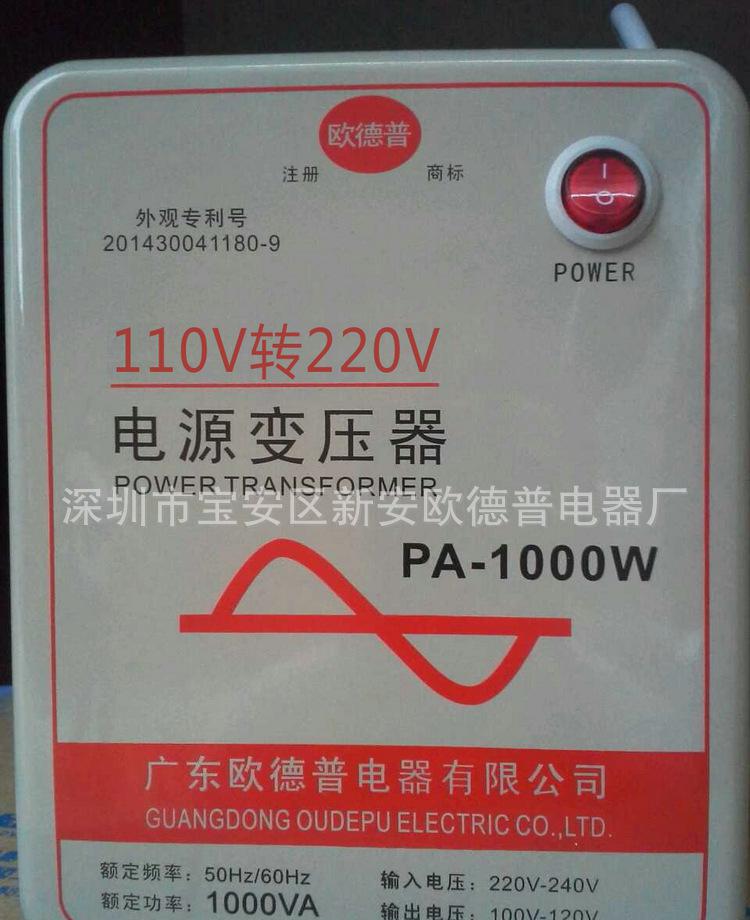 欧德普
注册 商标
外观专利号
201430041180-9
POWER
110V转220V
电源变压器
POWER TRANSFORMER
深圳市宝安区新安欧德普电器厂
PA-1000W
广东欧德普电器有限公司
GUANGDONG OUDEPU ELECTRIC CO.,LTD.
额定频率：50Hz/60Hz 输入电压：220V-240V
额定功率：1000VA 输出电压：100V-120V